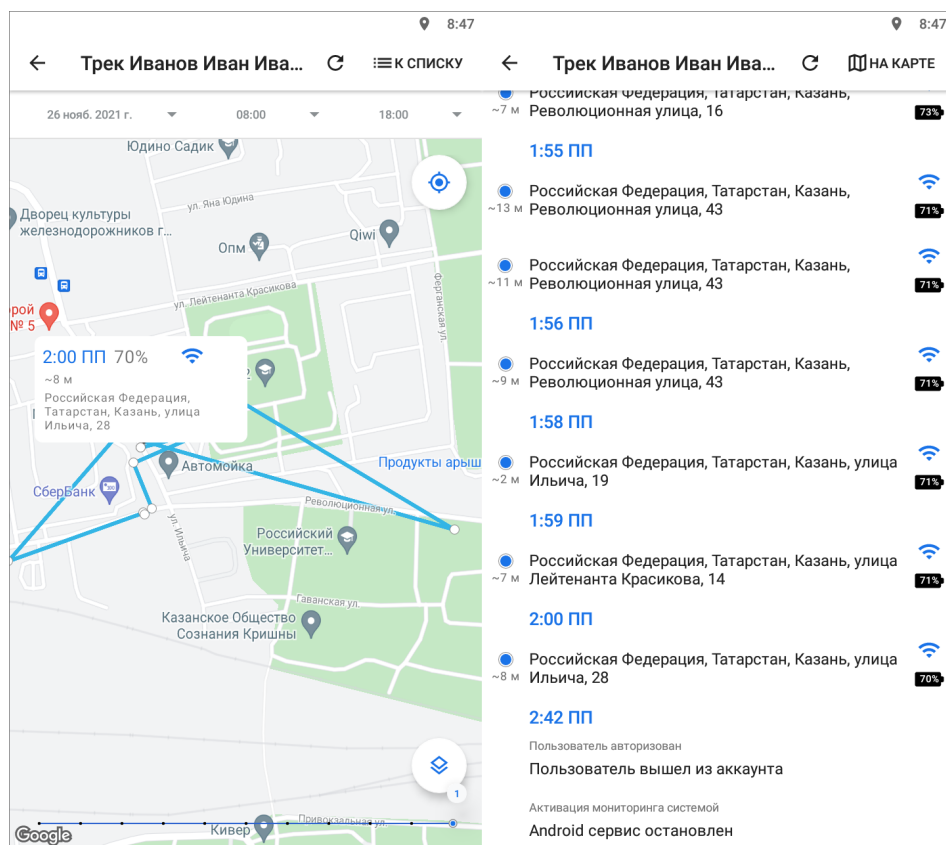 8:47
Трек Иванов Иван Ива...
К СПИСКУ
26 нояб. 2021 г.
08:00
18:00
Юдино Садик
ул. Яна Юдина
Дворец культуры
железнодорожников г...
Опм
Qiwi
ул. Лейтенанта Красикова
Ферганская ул.
рой
№ 5
2:00 ПП 70%
~8 м
Российская Федерация,
Татарстан, Казань, улица
Ильича, 28
Автомойка
Продукты арыш
СберБанк
Революционная ул.
ул. Ильича
Российский
Университет...
Гаванская ул.
Казанское Общество
Сознания Кришны
1
Привокзальная ул.
Кивер
Google
8:47
Трек Иванов Иван Ива...
НА КАРТЕ
Российская Федерация, Татарстан, Казань,
~7 м Революционная улица, 16
73%
1:55 ПП
Российская Федерация, Татарстан, Казань,
~13 м Революционная улица, 43
71%
Российская Федерация, Татарстан, Казань,
~11 м Революционная улица, 43
71%
1:56 ПП
Российская Федерация, Татарстан, Казань,
~9 м Революционная улица, 43
71%
1:58 ПП
Российская Федерация, Татарстан, Казань, улица
~2 м Ильича, 19
71%
1:59 ПП
Российская Федерация, Татарстан, Казань, улица
~7 м Лейтенанта Красикова, 14
71%
2:00 ПП
Российская Федерация, Татарстан, Казань, улица
~8 м Ильича, 28
70%
2:42 ПП
Пользователь авторизован
Пользователь вышел из аккаунта
Активация мониторинга системой
Android сервис остановлен